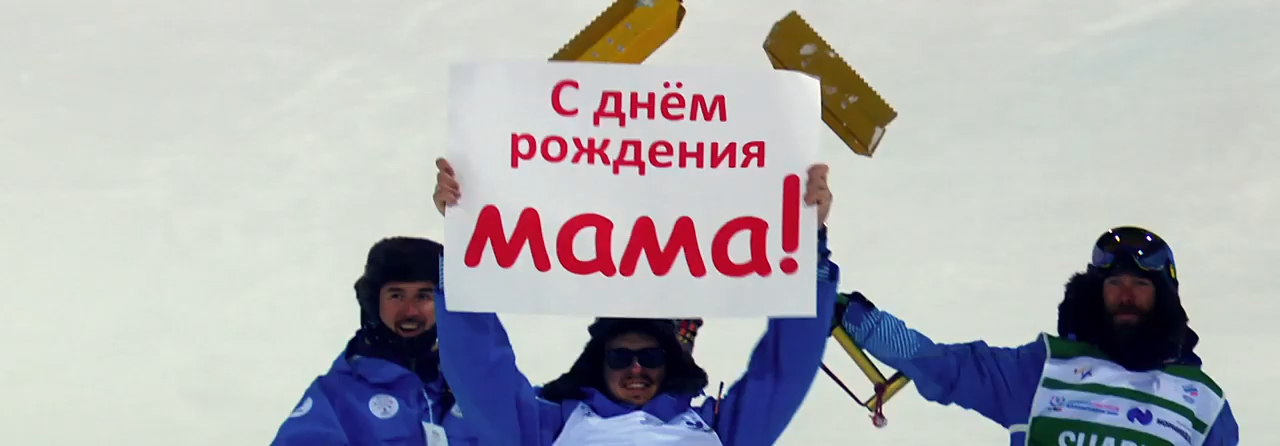 С днём
рождения
мама!